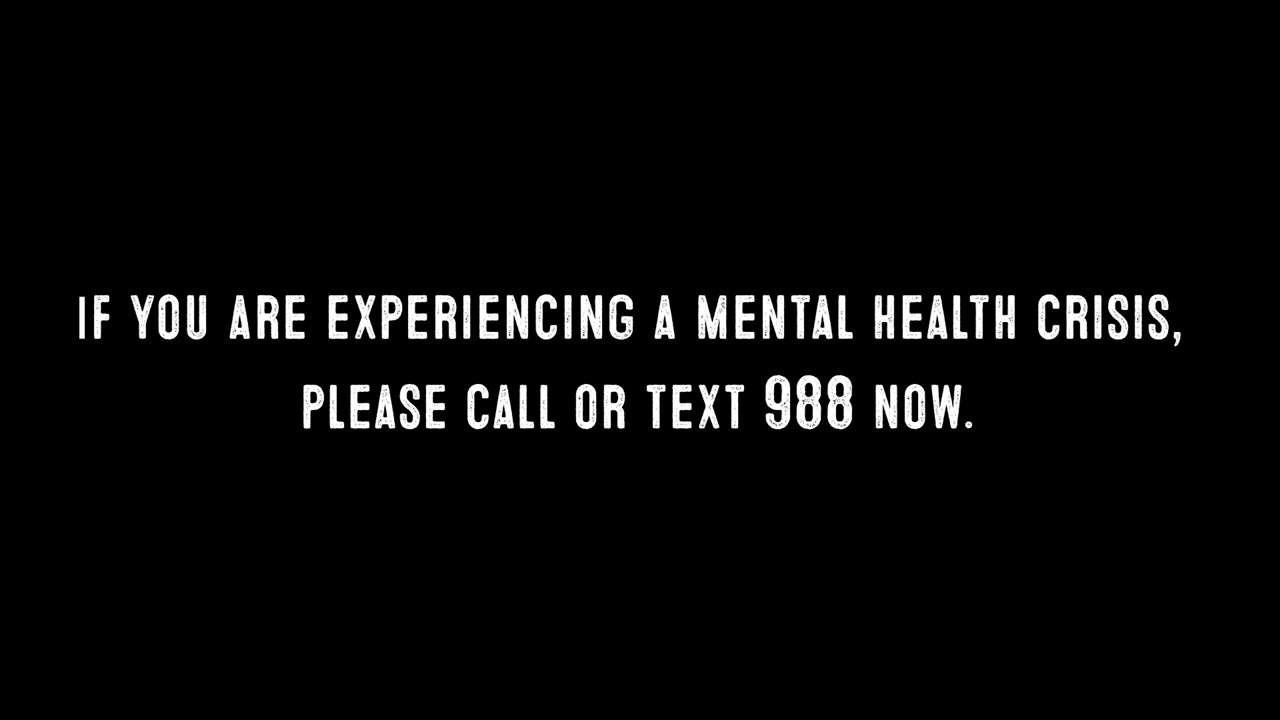 IF YOU ARE EXPERIENCING A MENTAL HEALTH CRISIS,
PLEASE CALL OR TEXT 988 NOW.